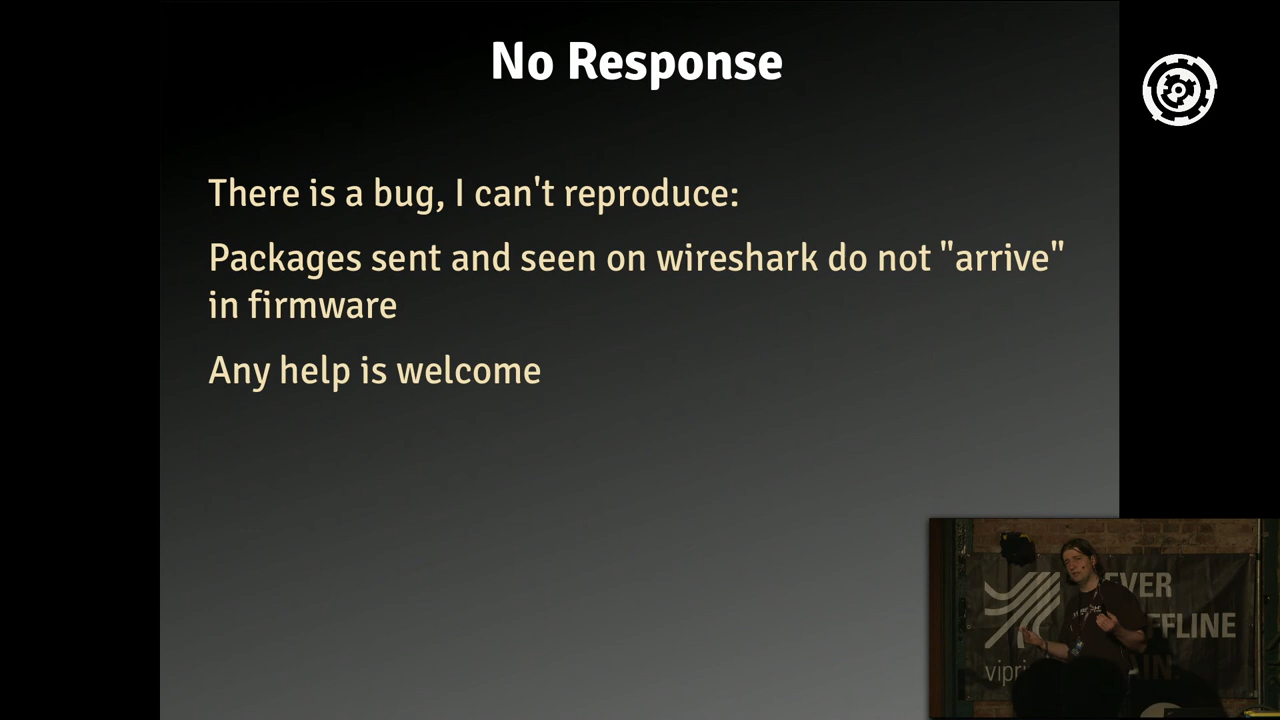 No Response
There is a bug, I can't reproduce:
Packages sent and seen on wireshark do not "arrive"
in firmware
Any help is welcome